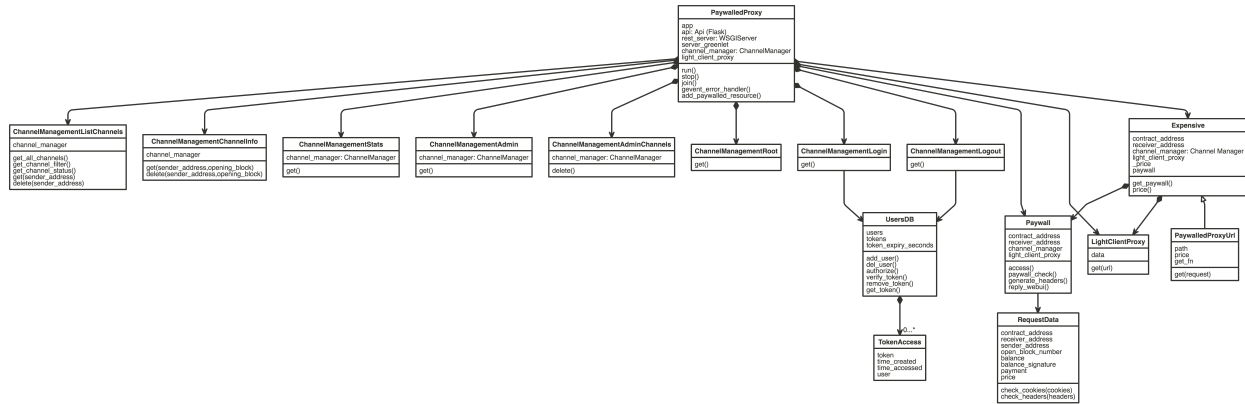 PaywalledProxy
app
api: Api (Flask)
rest_server: WSGIServer
server_greenlet
channel_manager: ChannelManager
light_client_proxy
run()
stop()
join()
gevent_error_handler()
add_paywalled_resource()
ChannelManagementListChannels
channel_manager
get_all_channels()
get_channel_filter()
get_channel_status()
get(sender_address)
delete(sender_address)
ChannelManagementChannelInfo
channel_manager
get(sender_address,opening_block)
delete(sender_address,opening_block)
ChannelManagementStats
channel_manager: ChannelManager
get()
ChannelManagementAdmin
channel_manager: ChannelManager
get()
ChannelManagementAdminChannels
channel_manager: ChannelManager
delete()
ChannelManagementRoot
get()
ChannelManagementLogin
get()
ChannelManagementLogout
get()
Expensive
contract_address
receiver_address
channel_manager: Channel Manager
light_client_proxy
_price
paywall
get_paywall()
price()
UsersDB
users
tokens
token_expiry_seconds
add_user()
del_user()
authorize()
verify_token()
remove_token()
get_token()
Paywall
contract_address
receiver_address
channel_manager
light_client_proxy
access()
paywall_check()
generate_headers()
reply_webui()
LightClientProxy
data
get(url)
PaywalledProxyUrl
path
price
get_fn
get(request)
0...*
TokenAccess
token
time_created
time_accessed
user
RequestData
contract_address
receiver_address
sender_address
open_block_number
balance
balance_signature
payment
price
check_cookies(cookies)
check_headers(headers)